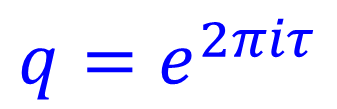 q = e^{2πiτ}